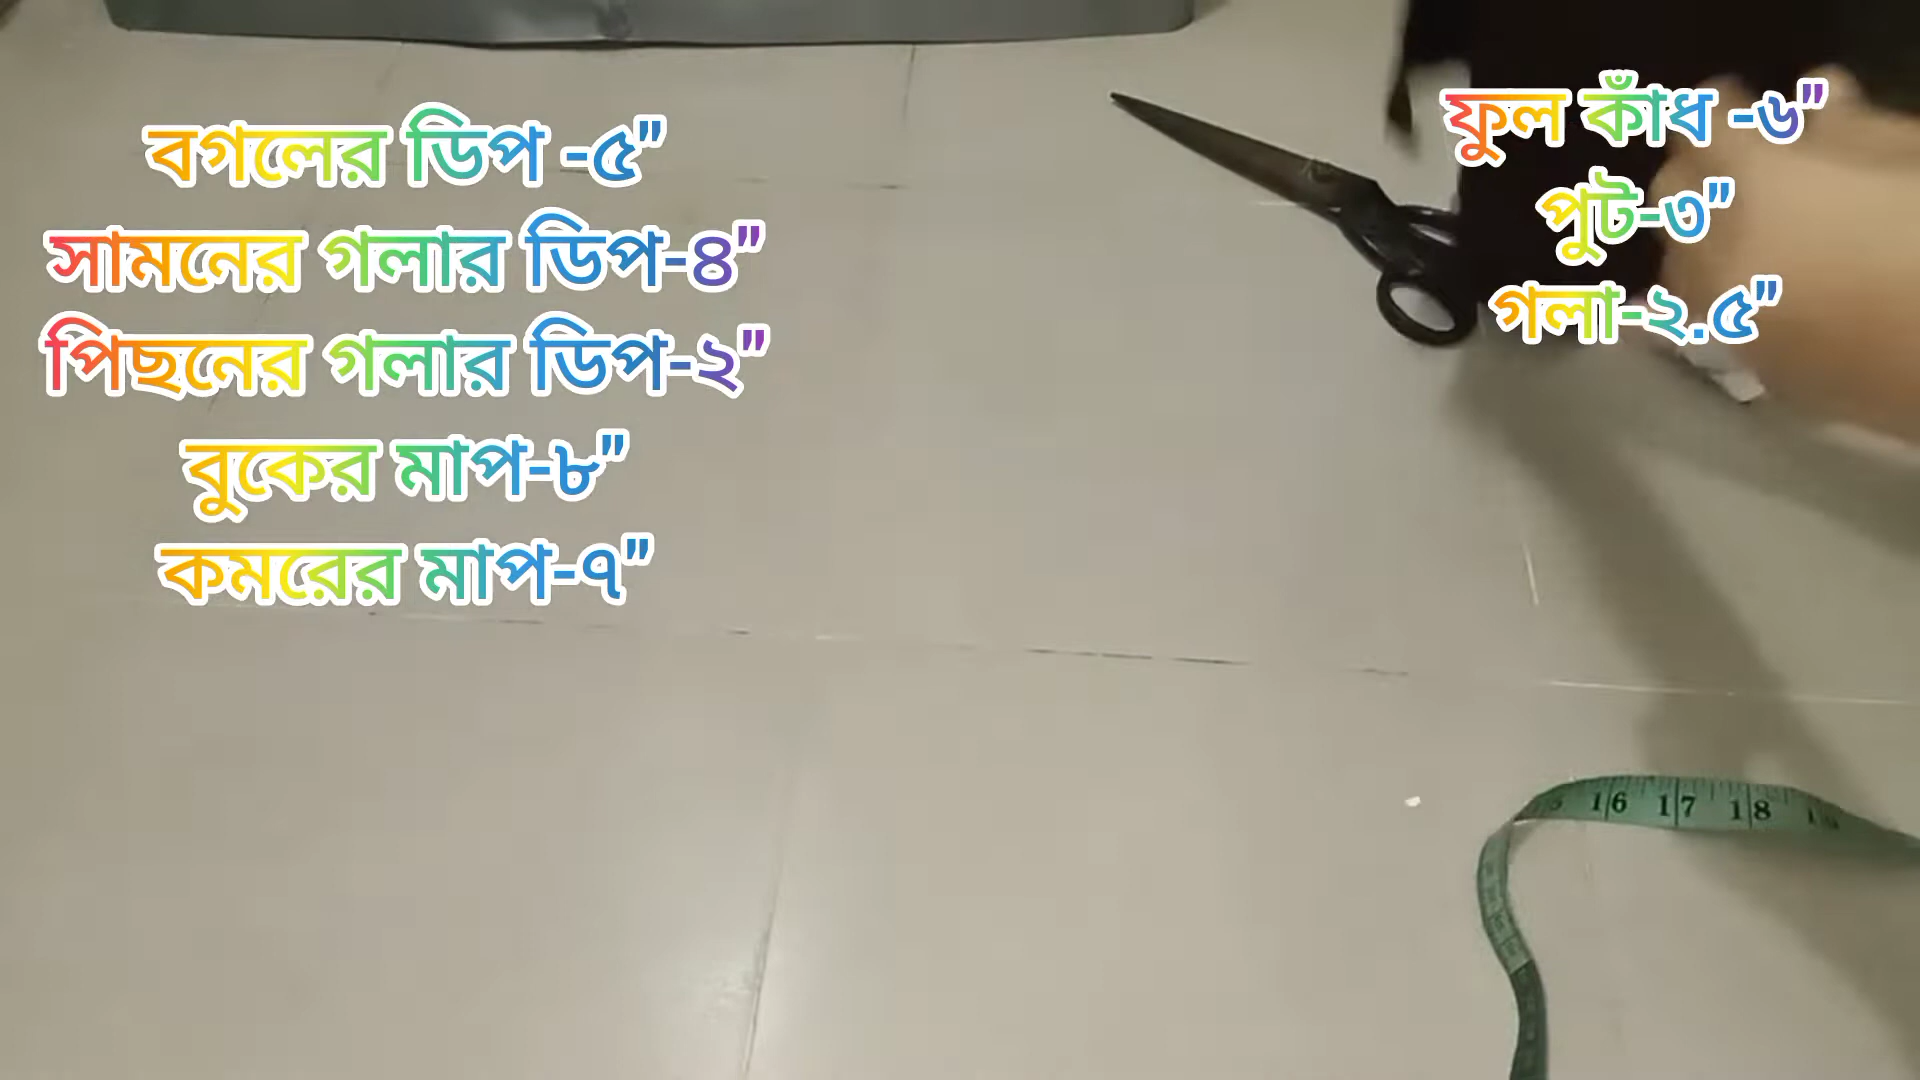 বগলের ডিপ -৫"
সামনের গলার ডিপ-৪"
পিছনের গলার ডিপ-২"
বুকের মাপ-৮"
কমরের মাপ-৭"
ফুল কাঁধ -৬"
পুট-৩"
গলা-২.৫"
16 17 18